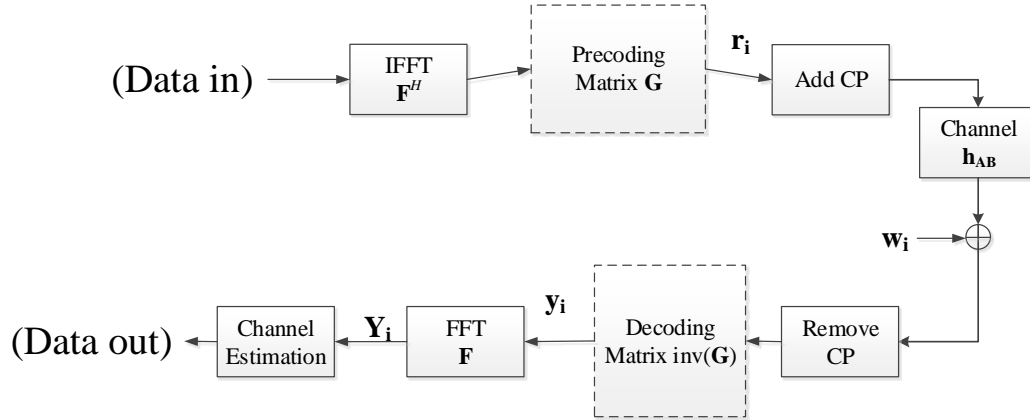 (Data in)
IFFT
F^H
Precoding
Matrix G
r_i
Add CP
Channel
h_AB
w_i
Remove
CP
Decoding
Matrix inv(G)
y_i
FFT
F
Y_i
Channel
Estimation
(Data out)